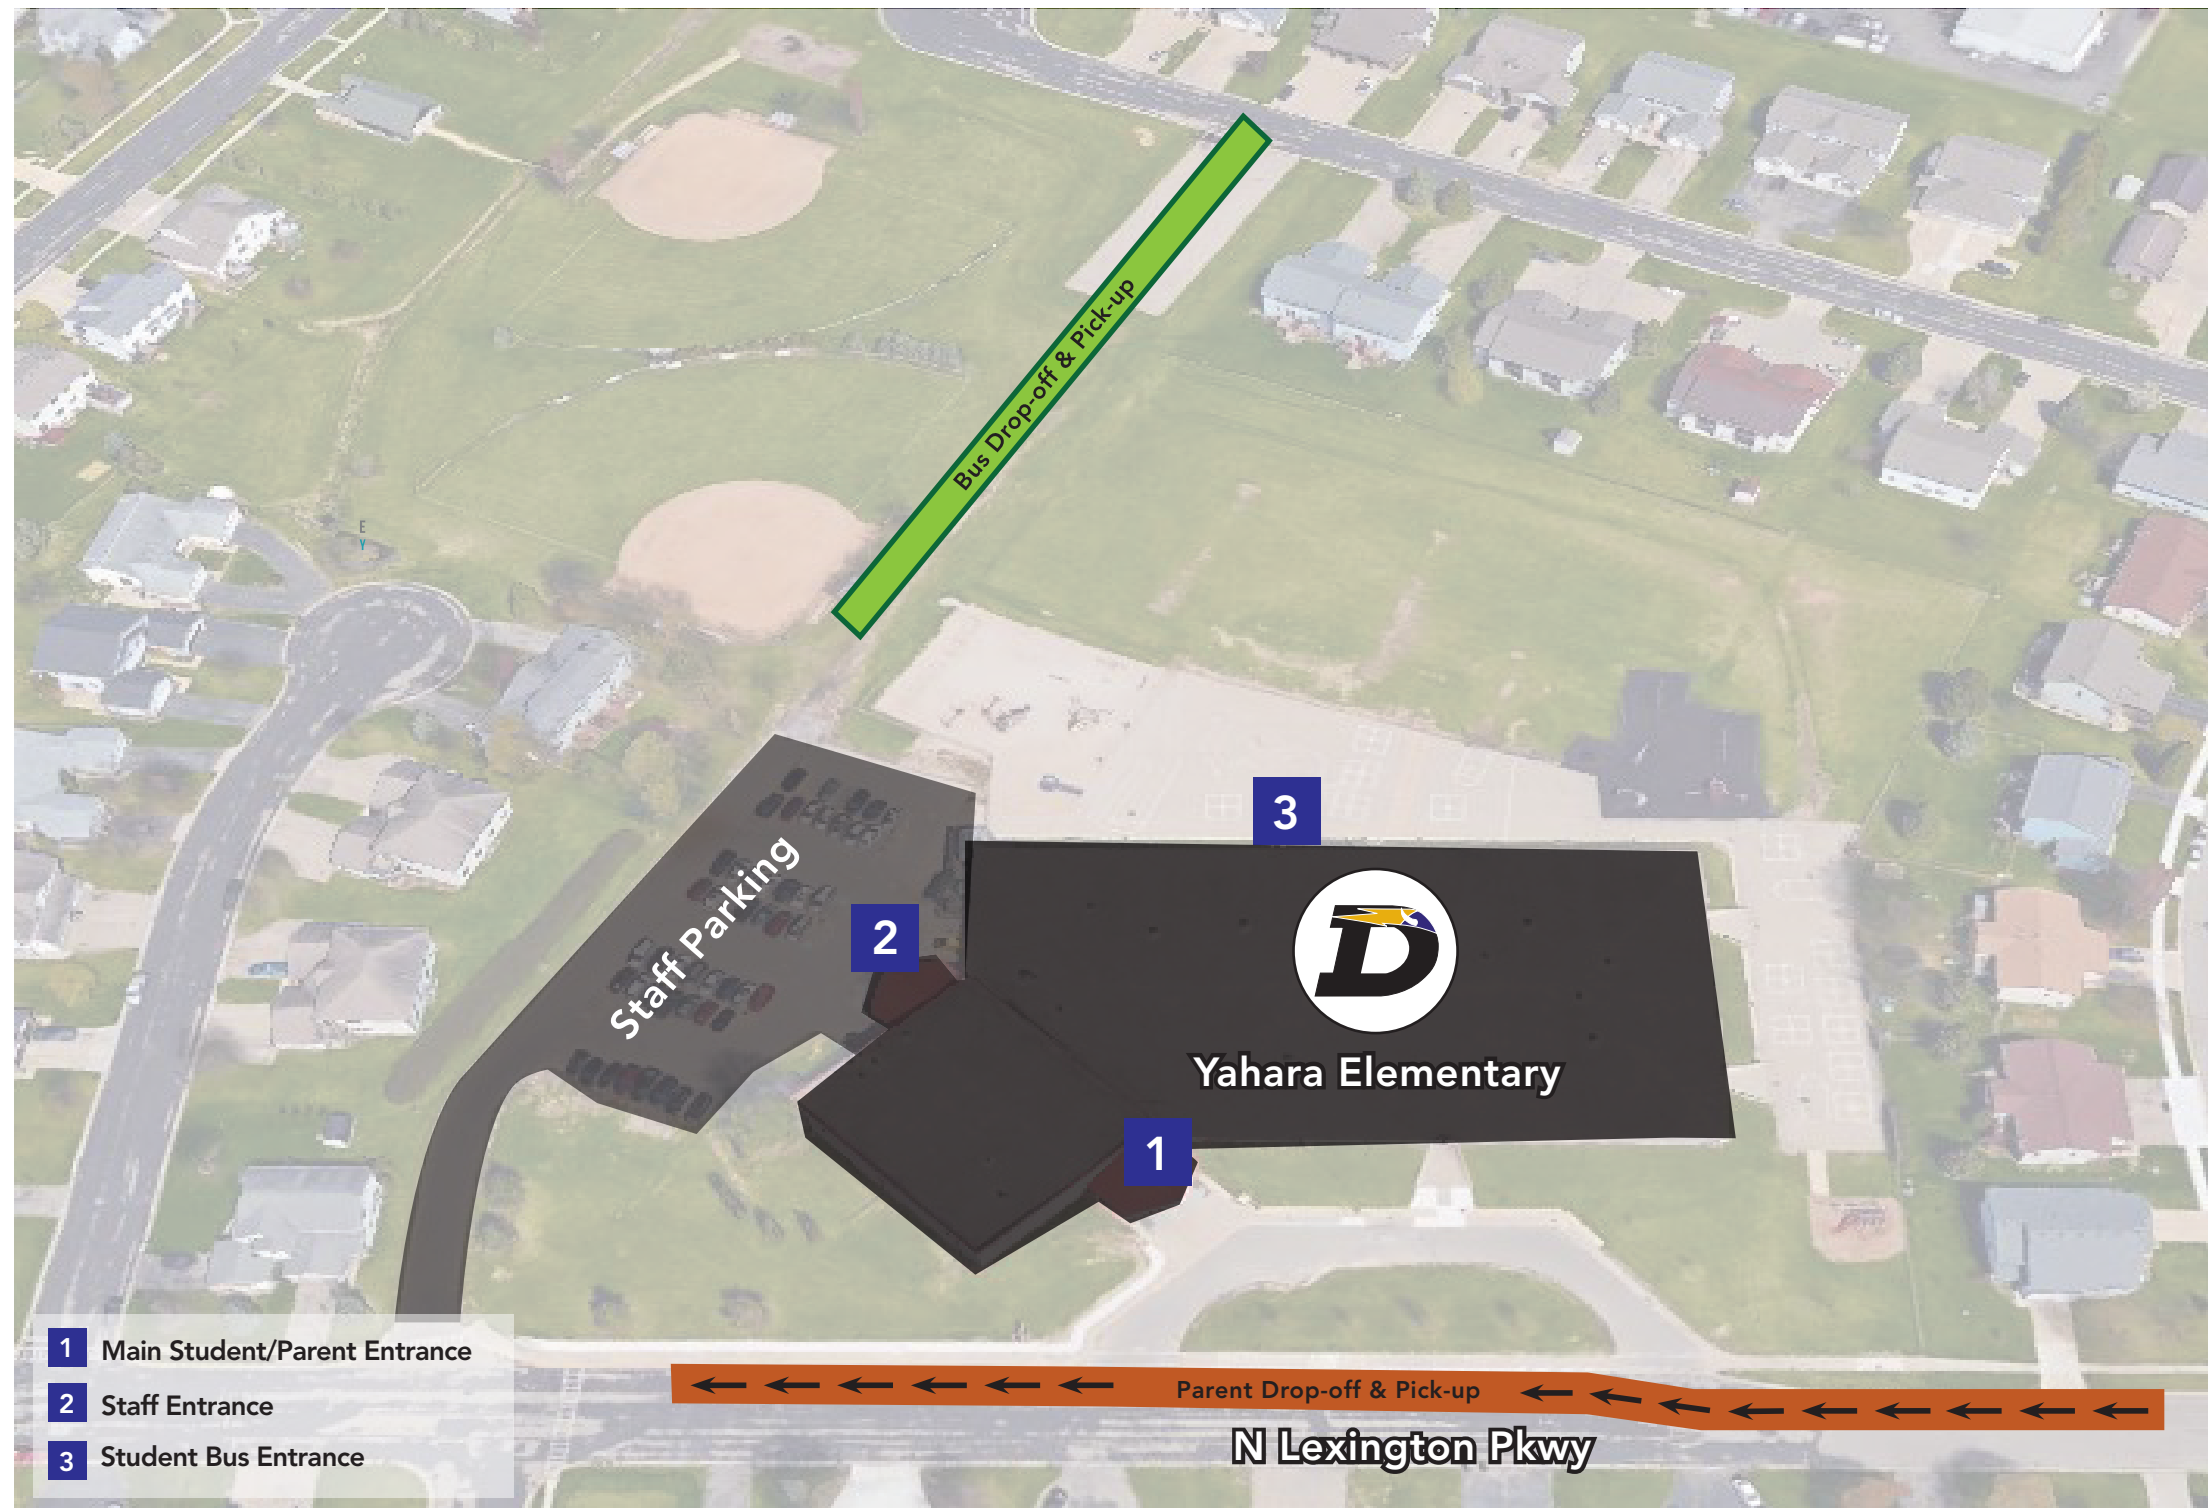 Bus Drop-off & Pick-up
E
Y
3
Staff Parking
2
D
Yahara Elementary
1
1 Main Student/Parent Entrance
2 Staff Entrance
3 Student Bus Entrance
Parent Drop-off & Pick-up
N Lexington Pkwy